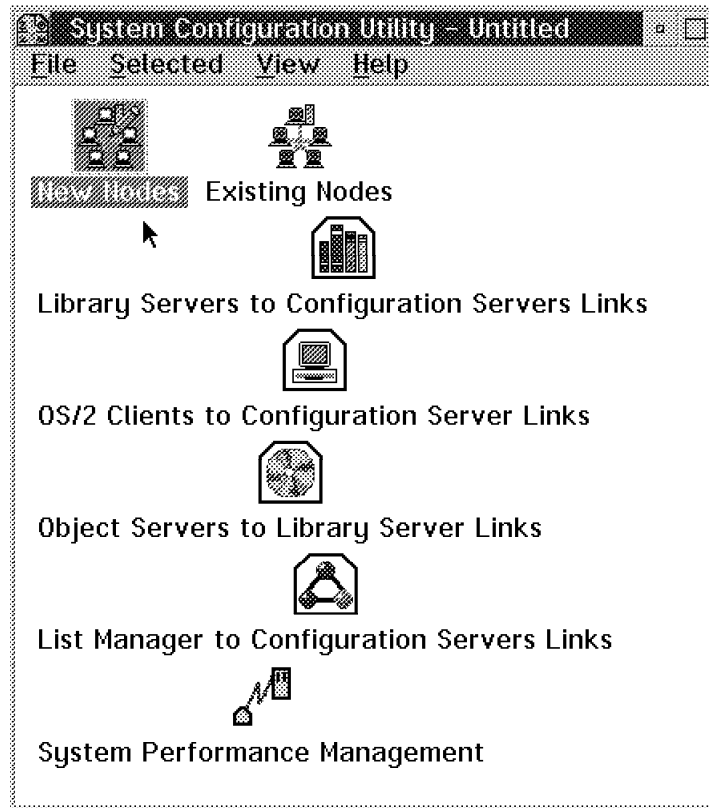 System Configuration Utility - Untitled
File Selected View Help
New Nodes Existing Nodes
Library Servers to Configuration Servers Links
OS/2 Clients to Configuration Server Links
Object Servers to Library Server Links
List Manager to Configuration Servers Links
System Performance Management